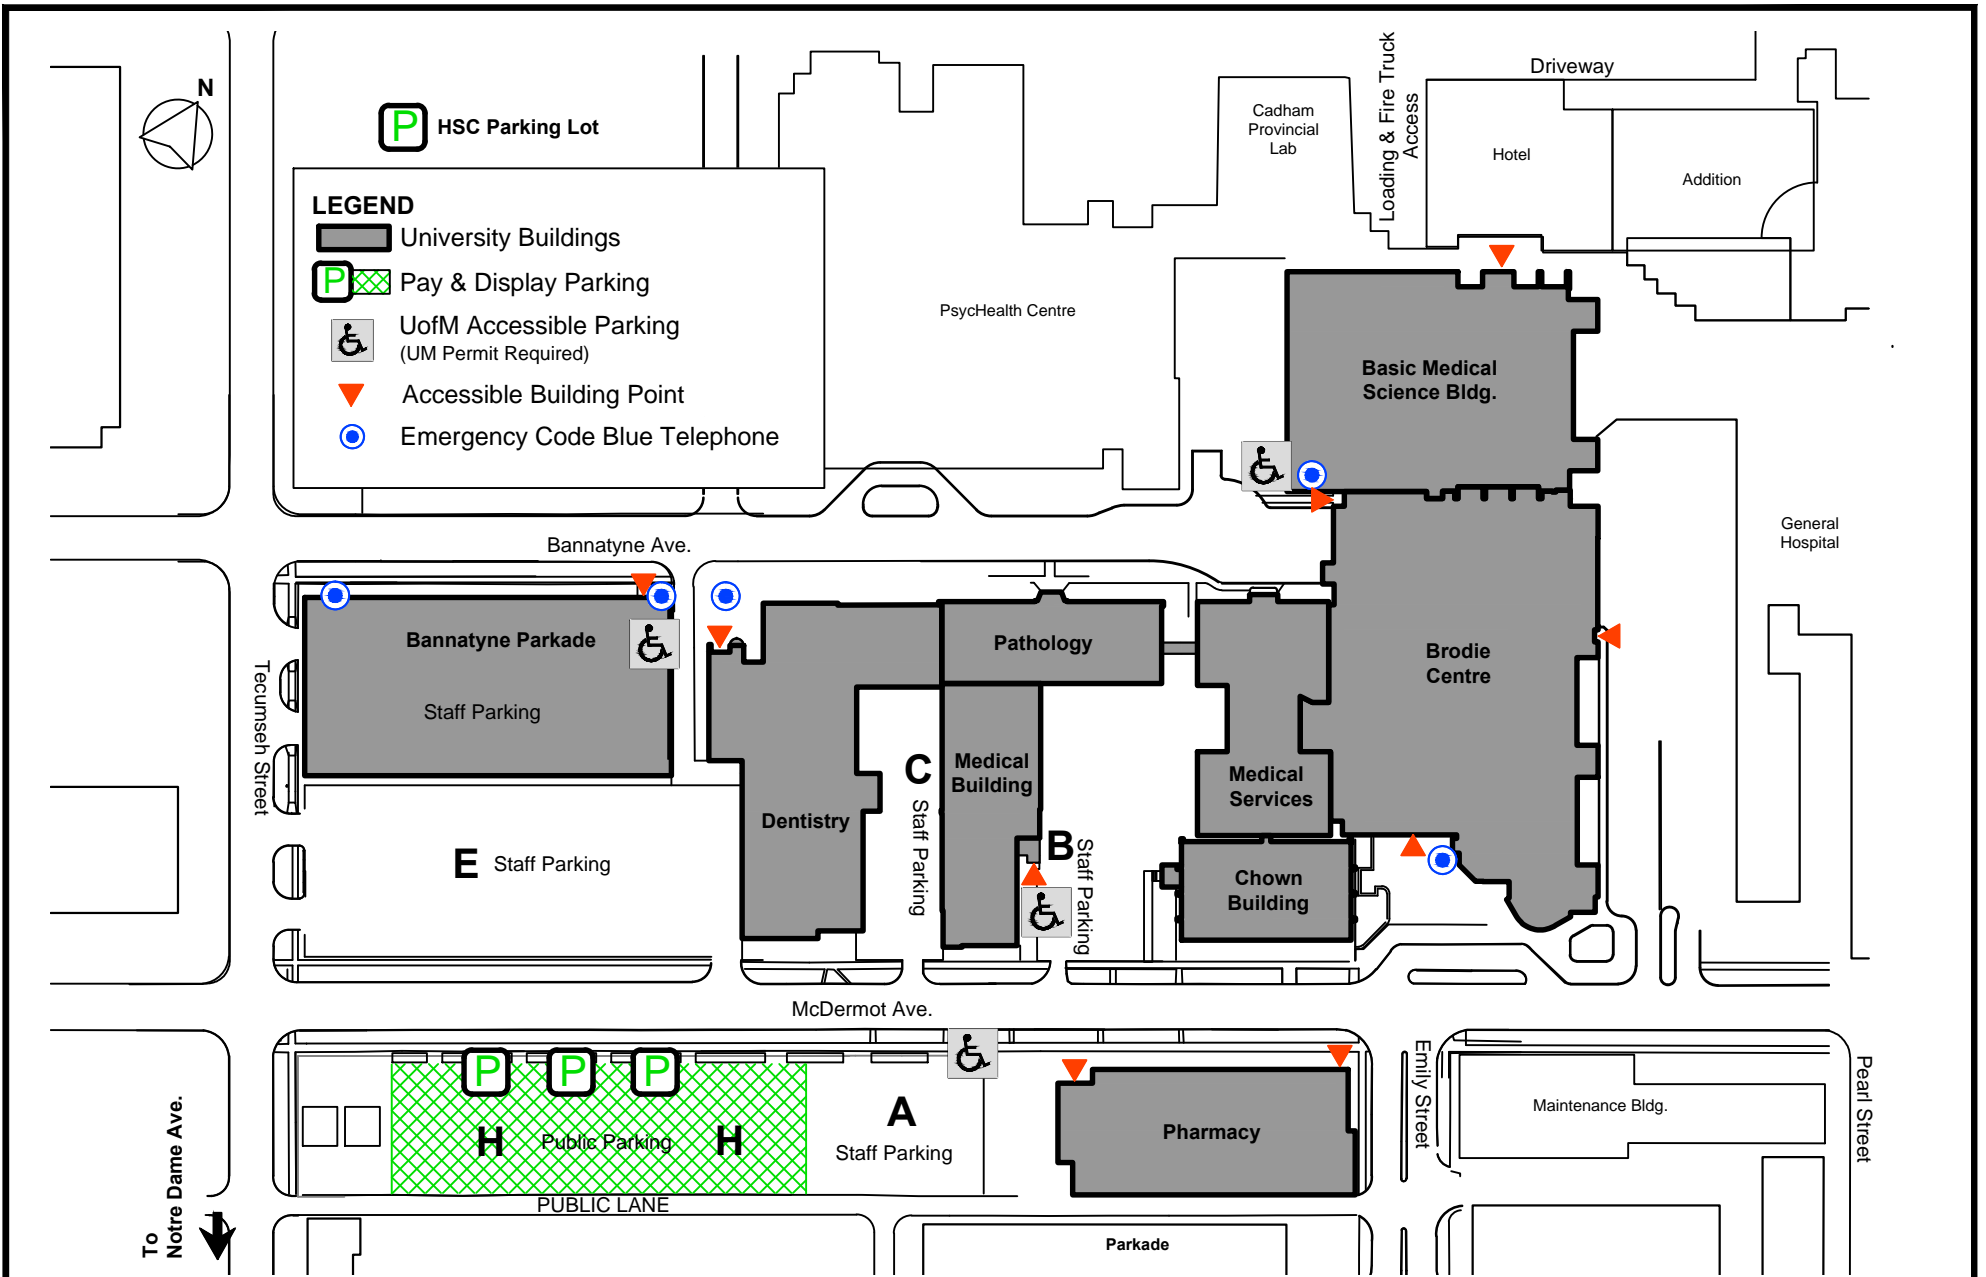 N
P HSC Parking Lot
LEGEND
University Buildings
P Pay & Display Parking
UofM Accessible Parking
(UM Permit Required)
Accessible Building Point
Emergency Code Blue Telephone
Cadham
Provincial
Lab
Loading & Fire Truck
Access
Driveway
Hotel
Addition
PsycHealth Centre
Basic Medical
Science Bldg.
General
Hospital
Bannatyne Ave.
Bannatyne Parkade
Staff Parking
Tecumseh Street
Pathology
Brodie
Centre
C
Staff Parking
Medical
Building
Medical
Services
Dentistry
B
Staff Parking
E Staff Parking
Chown
Building
McDermot Ave.
P
P
P
H
Public Parking
H
A
Staff Parking
Pharmacy
Emily Street
Maintenance Bldg.
Pearl Street
PUBLIC LANE
To
Notre Dame Ave.
Parkade